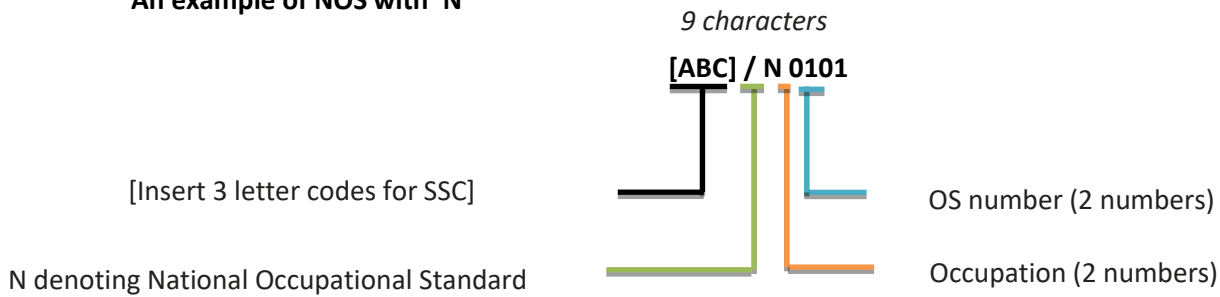 An example of NOS with 'N'
9 characters
[ABC] / N 0101
[Insert 3 letter codes for SSC]
OS number (2 numbers)
N denoting National Occupational Standard
Occupation (2 numbers)